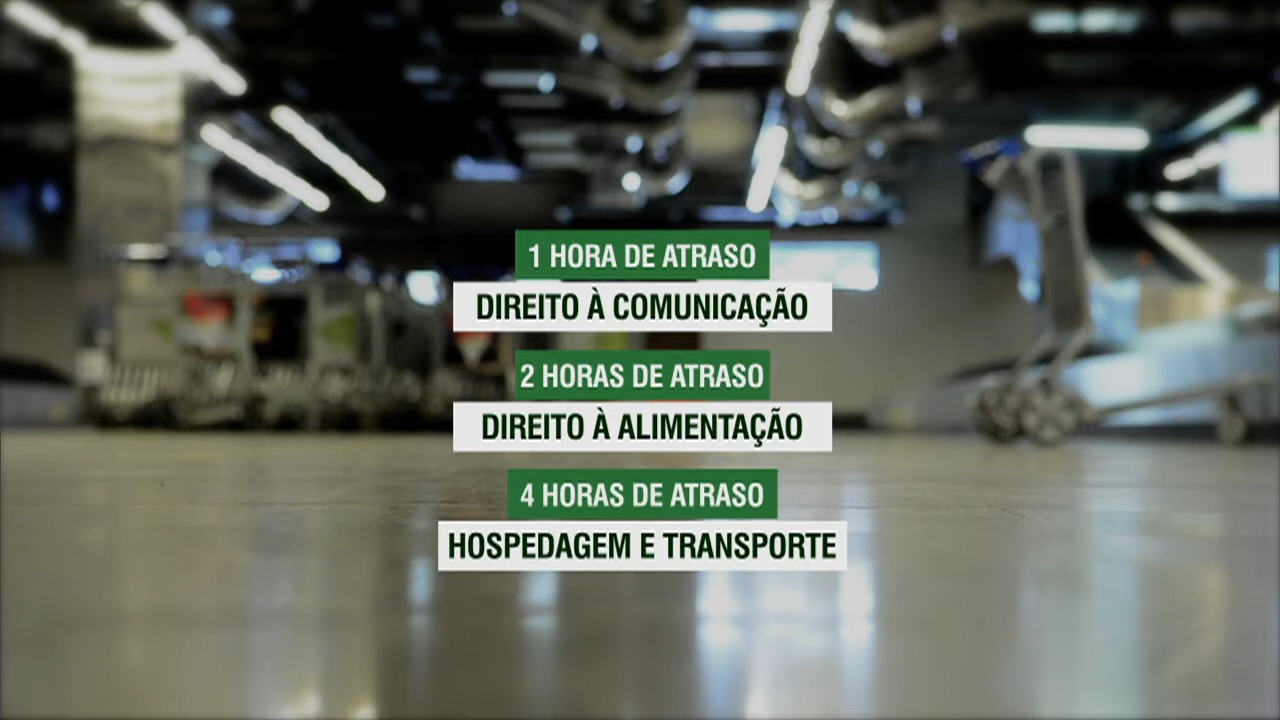 1 HORA DE ATRASO
DIREITO À COMUNICAÇÃO
2 HORAS DE ATRASO
DIREITO À ALIMENTAÇÃO
4 HORAS DE ATRASO
HOSPEDAGEM E TRANSPORTE